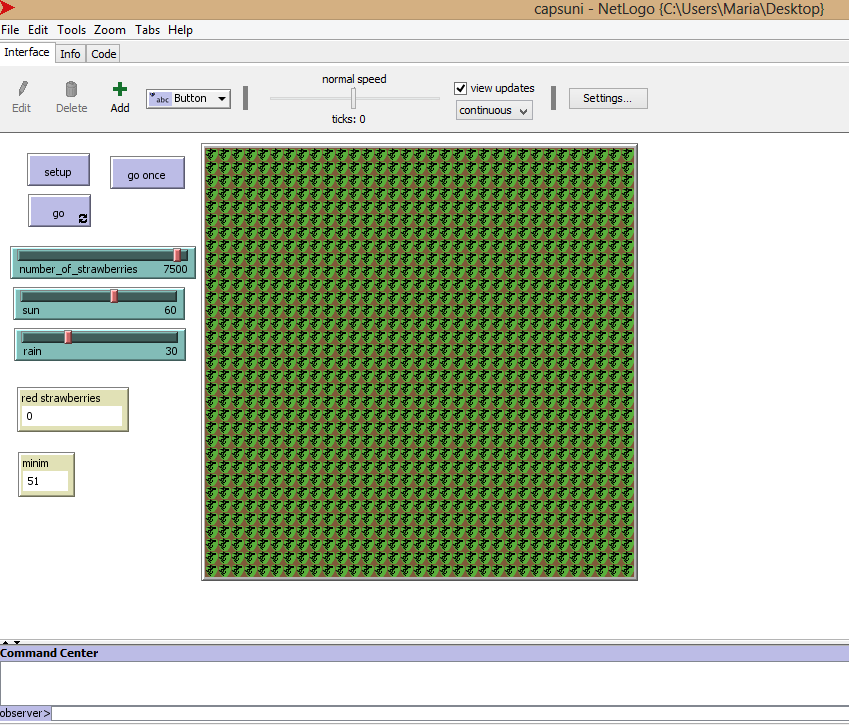 capsuni - NetLogo {C:\Users\Maria\Desktop}
File Edit Tools Zoom Tabs Help
Interface Info Code
normal speed
view updates
Edit Delete Add abc Button continuous Settings...
ticks: 0
setup
go once
go
number_of_strawberries 7500
sun 60
rain 30
red strawberries
0
minim
51
Command Center
observer>